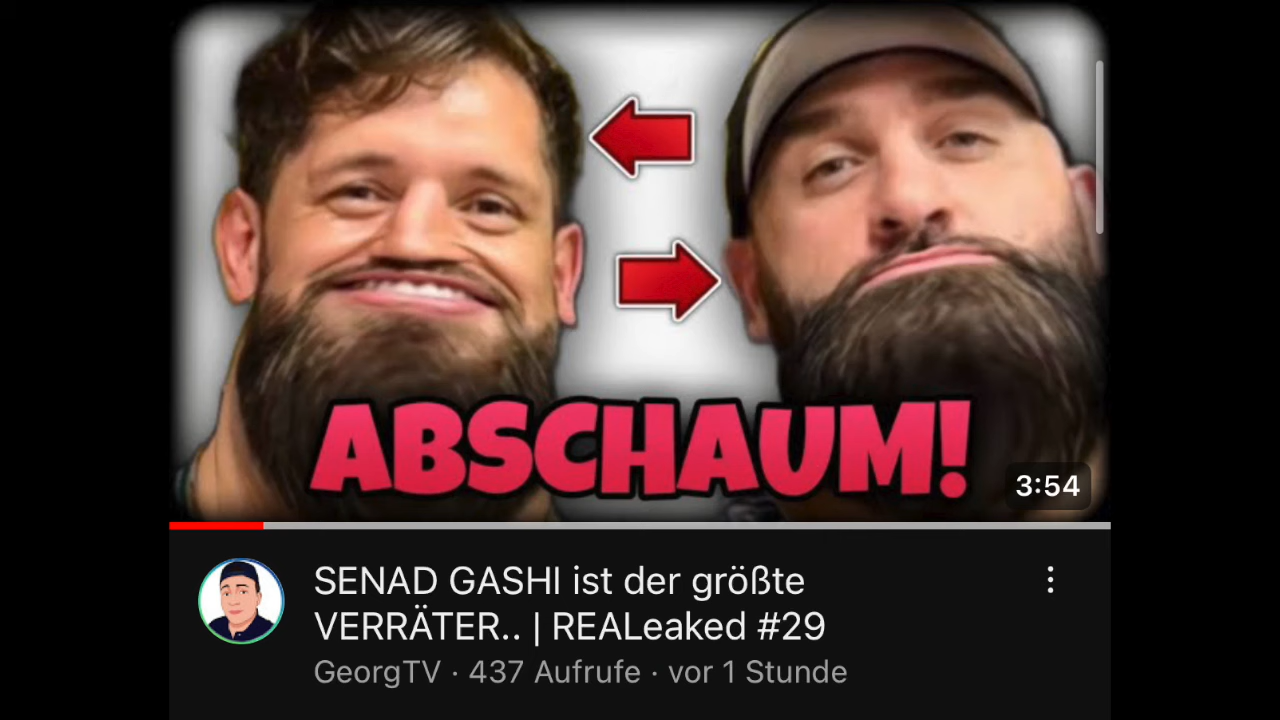 ABSCHAUM!
3:54
SENAD GASHI ist der größte
VERRÄTER.. | REALeaked #29
GeorgTV · 437 Aufrufe · vor 1 Stunde